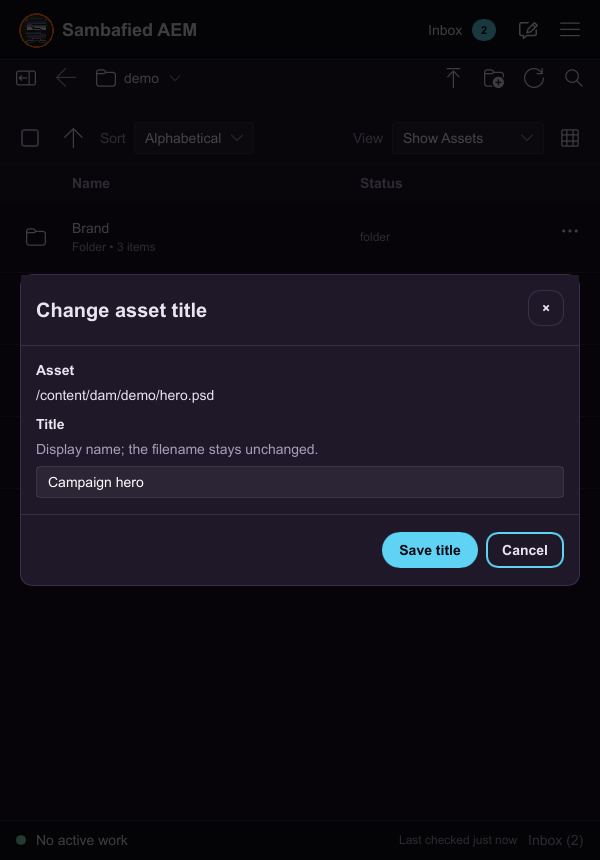 Sambafied AEM
Inbox 2
demo
Sort Alphabetical View Show Assets
Name Status
Brand
Folder • 3 items
folder
Change asset title
×
Asset
/content/dam/demo/hero.psd
Title
Display name; the filename stays unchanged.
Campaign hero
Save title Cancel
No active work Last checked just now Inbox (2)